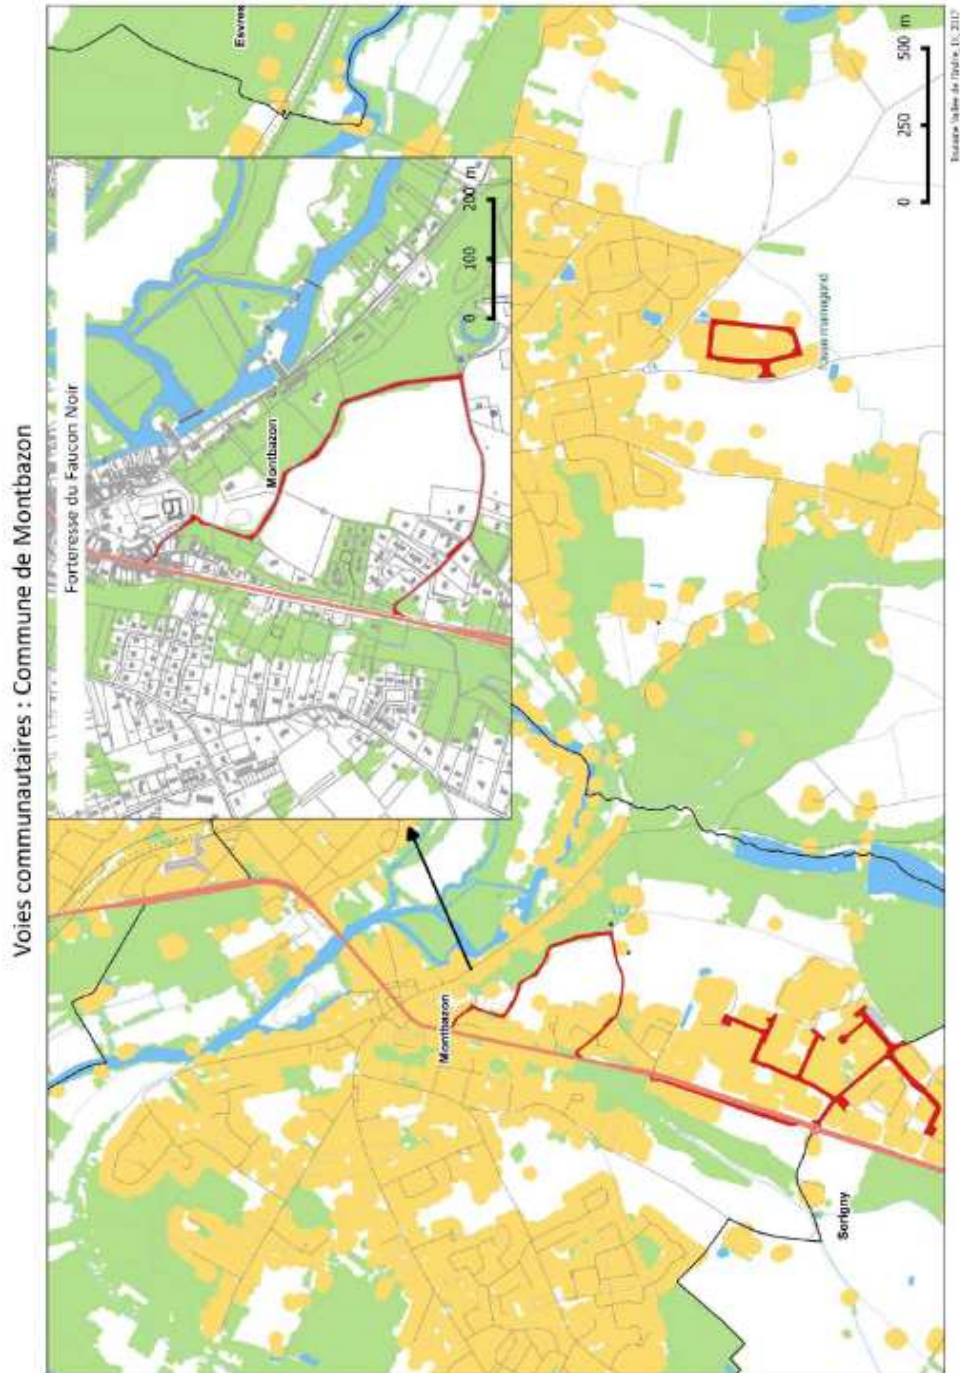 Voies communautaires : Commune de Montbazon
Esvres
Forteresse du Faucon Noir
Montbazon
0 100 200 m
Montbazon
Sorigny
0 250 500 m